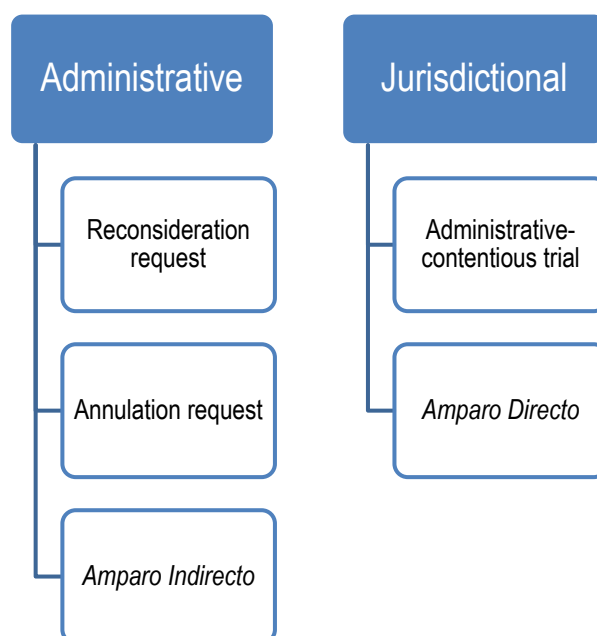 Administrative
Reconsideration
request
Annulation request
Amparo Indirecto
Jurisdictional
Administrative-
contentious trial
Amparo Directo